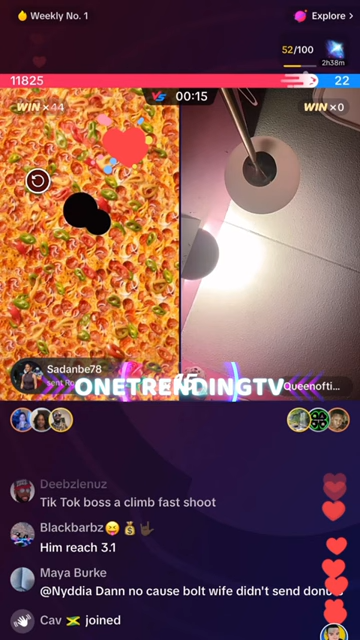 Weekly No. 1
Explore >
52/100
2h38m
11825
22
WIN ×44
VS 00:15
WIN ×0
Sadanbe78
ONETRENDINGTV
Queenofti...
Deebzlenuz
Tik Tok boss a climb fast shoot
Blackbarbz
Him reach 3.1
Maya Burke
@Nyddia Dann no cause bolt wife didn't send donu
Cav joined